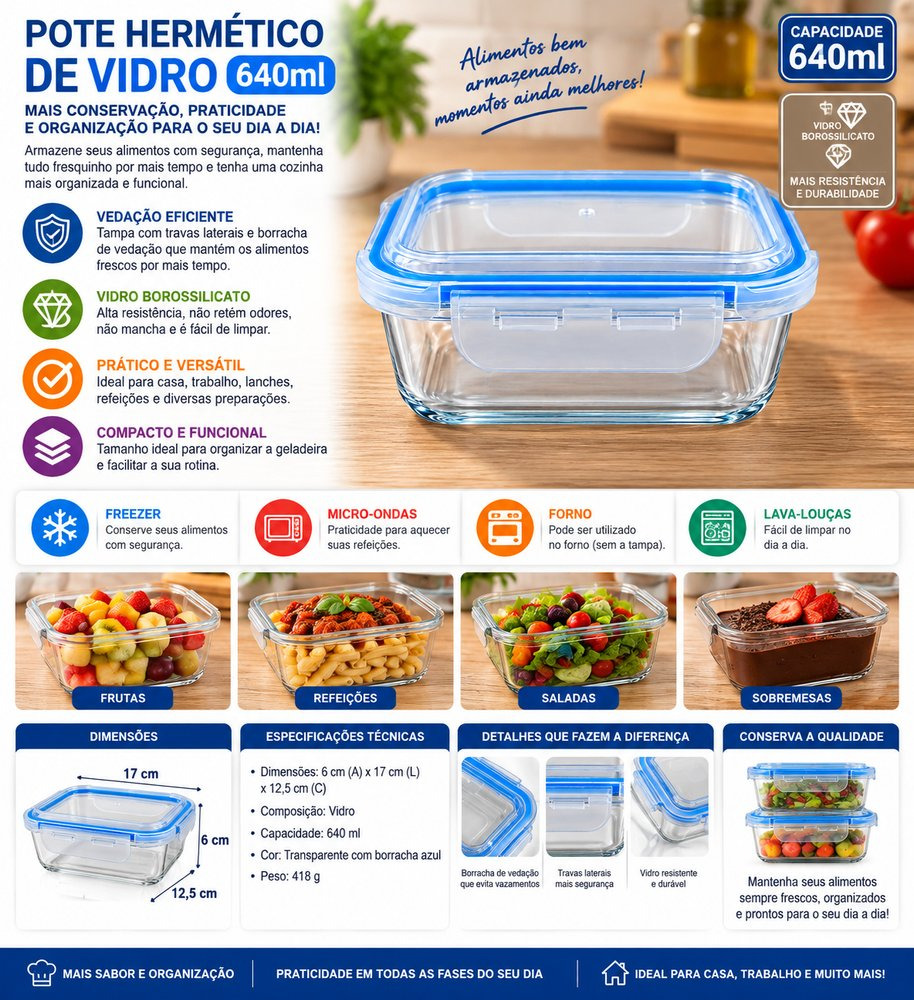 POTE HERMÉTICO
DE VIDRO 640ml
MAIS CONSERVAÇÃO, PRATICIDADE
E ORGANIZAÇÃO PARA O SEU DIA A DIA!
Armazene seus alimentos com segurança, mantenha
tudo fresquinho por mais tempo e tenha uma cozinha
mais organizada e funcional.
Alimentos bem
armazenados,
momentos ainda melhores!
CAPACIDADE
640ml
VIDRO
BOROSSILICATO
MAIS RESISTÊNCIA
E DURABILIDADE
VEDAÇÃO EFICIENTE
Tampa com travas laterais e borracha
de vedação que mantém os alimentos
frescos por mais tempo.
VIDRO BOROSSILICATO
Alta resistência, não retém odores,
não mancha e é fácil de limpar.
PRÁTICO E VERSÁTIL
Ideal para casa, trabalho, lanches,
refeições e diversas preparações.
COMPACTO E FUNCIONAL
Tamanho ideal para organizar a geladeira
e facilitar a sua rotina.
FREEZER
Conserve seus alimentos
com segurança.
MICRO-ONDAS
Praticidade para aquecer
suas refeições.
FORNO
Pode ser utilizado
no forno (sem a tampa).
LAVA-LOUÇAS
Fácil de limpar no
dia a dia.
FRUTAS
REFEIÇÕES
SALADAS
SOBREMESAS
DIMENSÕES
17 cm
6 cm
12,5 cm
ESPECIFICAÇÕES TÉCNICAS
• Dimensões: 6 cm (A) x 17 cm (L)
x 12,5 cm (C)
• Composição: Vidro
• Capacidade: 640 ml
• Cor: Transparente com borracha azul
• Peso: 418 g
DETALHES QUE FAZEM A DIFERENÇA
Borracha de vedação
que evita vazamentos
Travas laterais
mais segurança
Vidro resistente
e durável
CONSERVA A QUALIDADE
Mantenha seus alimentos
sempre frescos, organizados
e prontos para o seu dia a dia!
MAIS SABOR E ORGANIZAÇÃO
PRATICIDADE EM TODAS AS FASES DO SEU DIA
IDEAL PARA CASA, TRABALHO E MUITO MAIS!